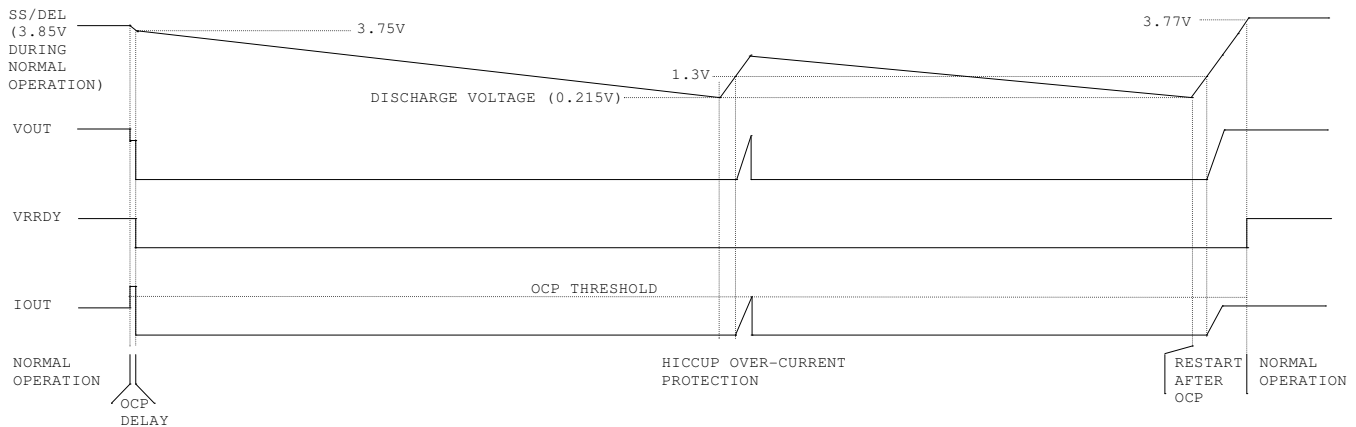 SS/DEL
(3.85V
DURING
NORMAL
OPERATION)
3.75V
3.77V
1.3V
DISCHARGE VOLTAGE (0.215V)
VOUT
VRRDY
OCP THRESHOLD
IOUT
NORMAL
OPERATION
OCP
DELAY
HICCUP OVER-CURRENT
PROTECTION
RESTART
AFTER
OCP
NORMAL
OPERATION